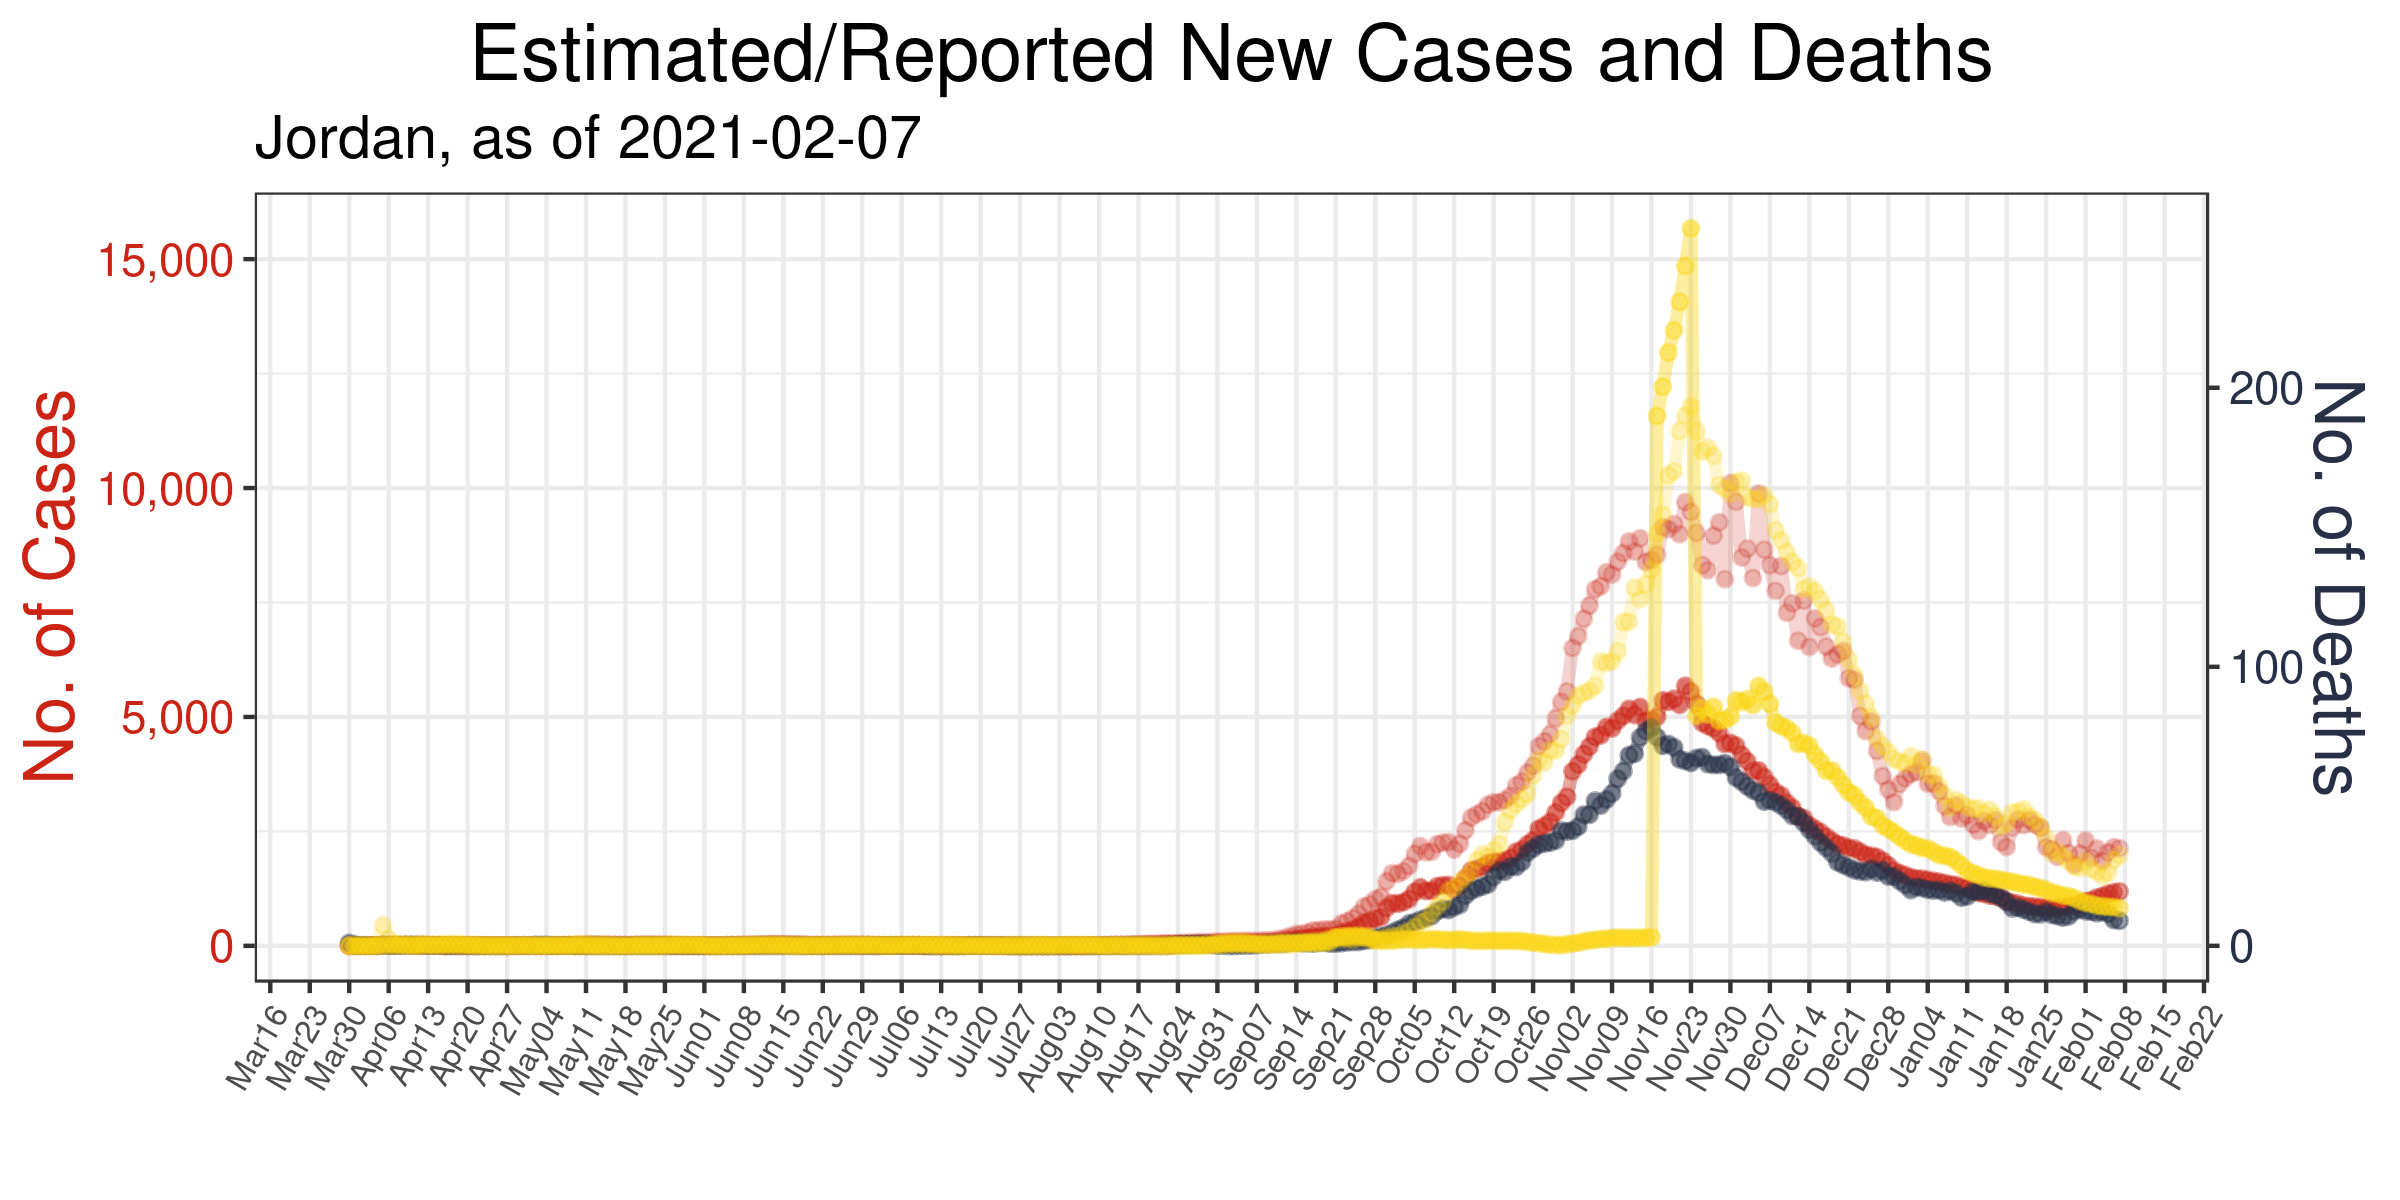 Estimated/Reported New Cases and Deaths
Jordan, as of 2021-02-07
No. of Cases
15,000
10,000
5,000
0
200
100
0
No. of Deaths
Mar16
Mar23
Mar30
Apr06
Apr13
Apr20
Apr27
May04
May11
May18
May25
Jun01
Jun08
Jun15
Jun22
Jun29
Jul06
Jul13
Jul20
Jul27
Aug03
Aug10
Aug17
Aug24
Aug31
Sep07
Sep14
Sep21
Sep28
Oct05
Oct12
Oct19
Oct26
Nov02
Nov09
Nov16
Nov23
Nov30
Dec07
Dec14
Dec21
Dec28
Jan04
Jan11
Jan18
Jan25
Feb01
Feb08
Feb15
Feb22